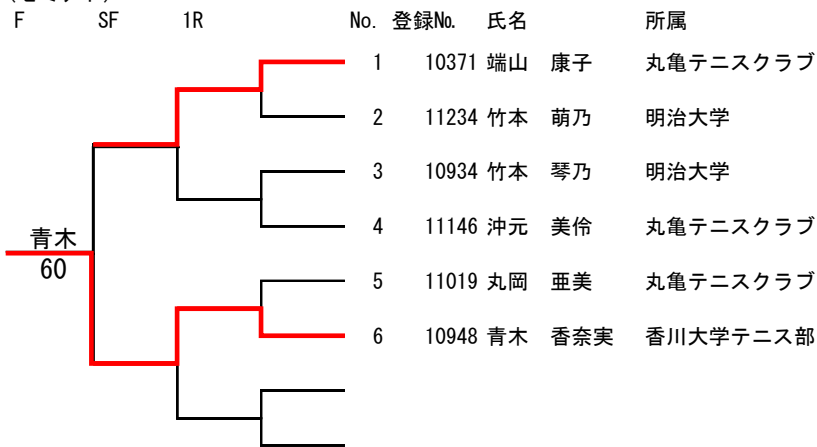 F SF 1R No. 登録No. 氏名 所属
1 10371 端山 康子 丸亀テニスクラブ
2 11234 竹本 萌乃 明治大学
3 10934 竹本 琴乃 明治大学
4 11146 沖元 美伶 丸亀テニスクラブ
青木
60
5 11019 丸岡 亜美 丸亀テニスクラブ
6 10948 青木 香奈実 香川大学テニス部